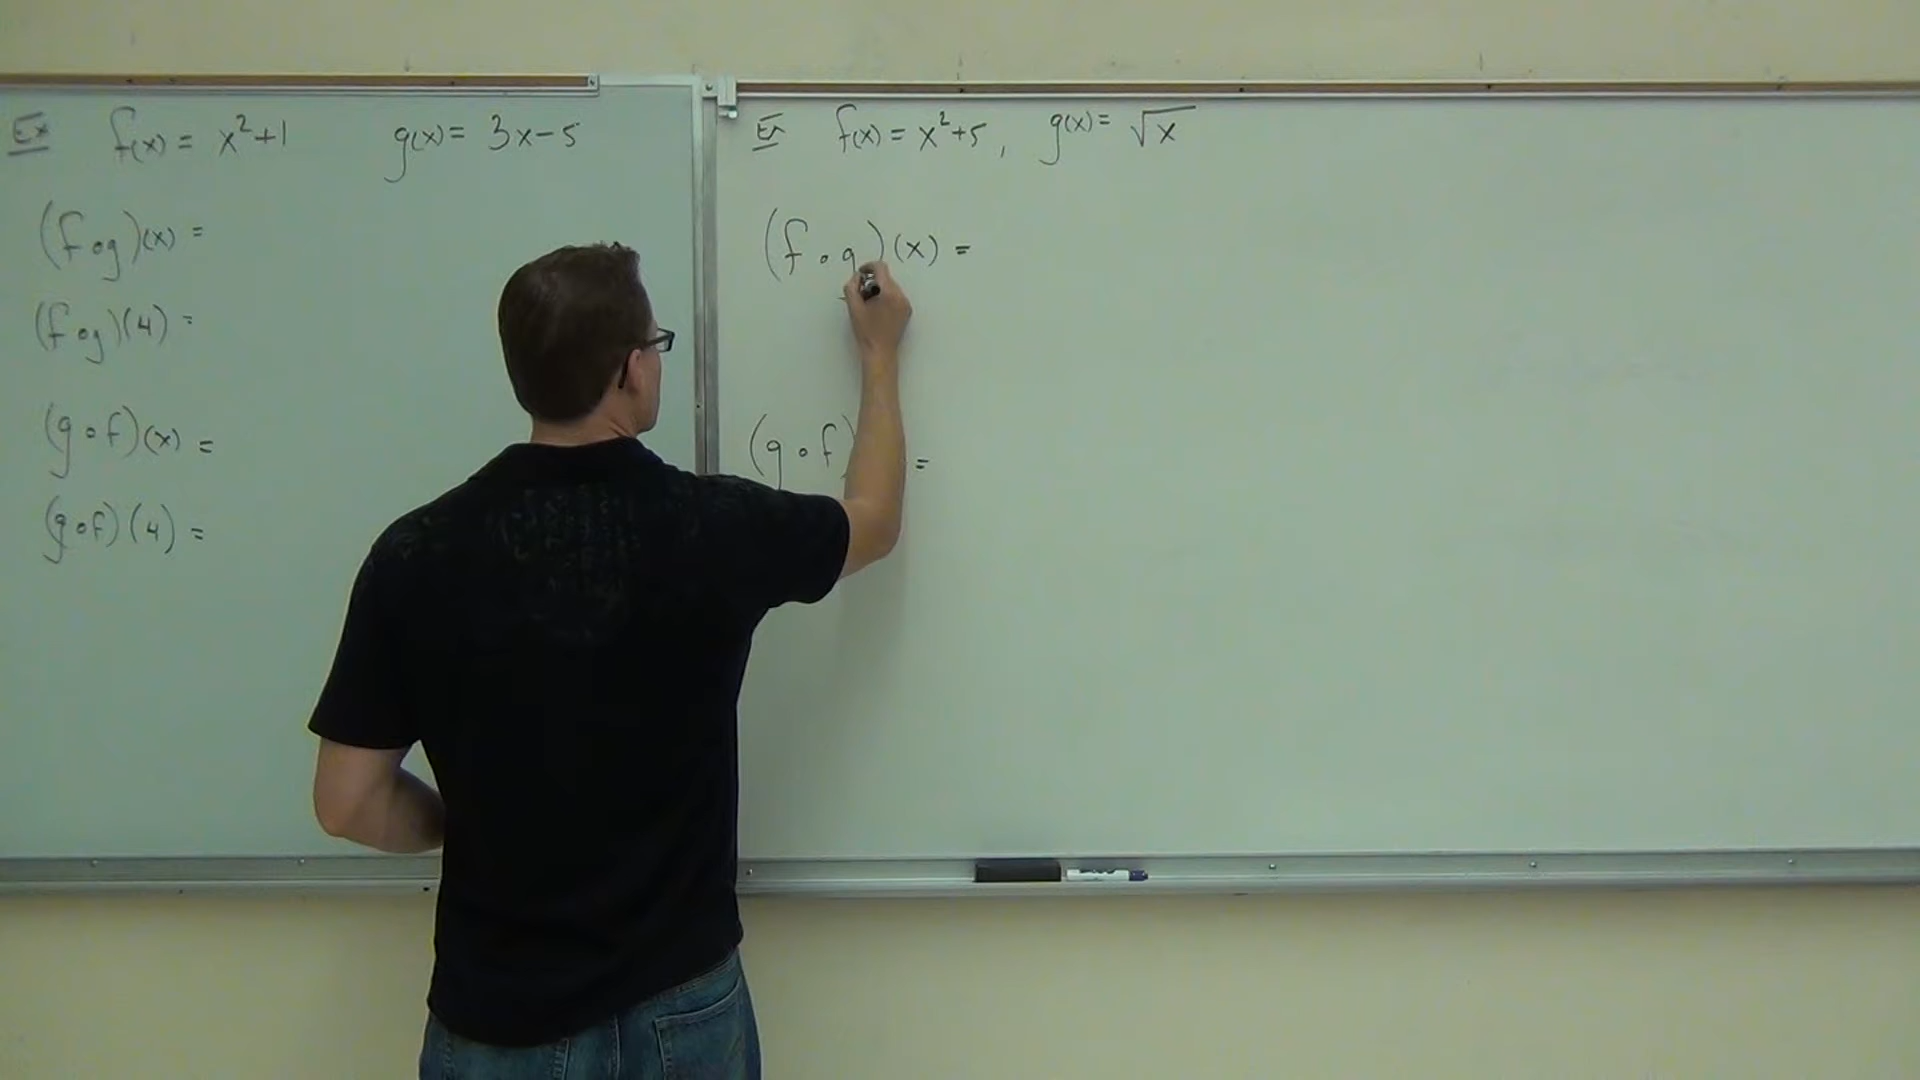 Ex f(x) = x²+1 g(x) = 3x-5
(f∘g)(x) =
(f∘g)(4) =
(g∘f)(x) =
(g∘f)(4) =
Ex f(x) = x²+5, g(x) = √x
(f∘g)(x) =
(g∘f) =